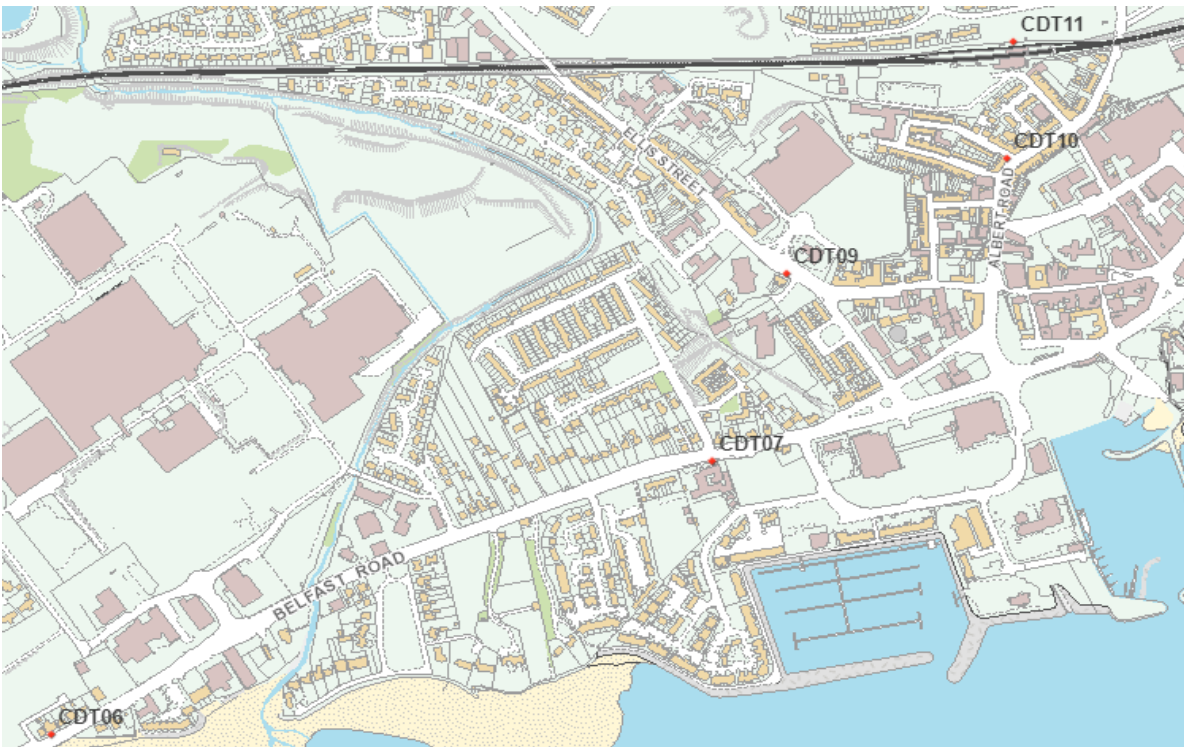 CDT11
ELLIS STREET
CDT10
ALBERT ROAD
CDT09
CDT07
BELFAST ROAD
CDT06